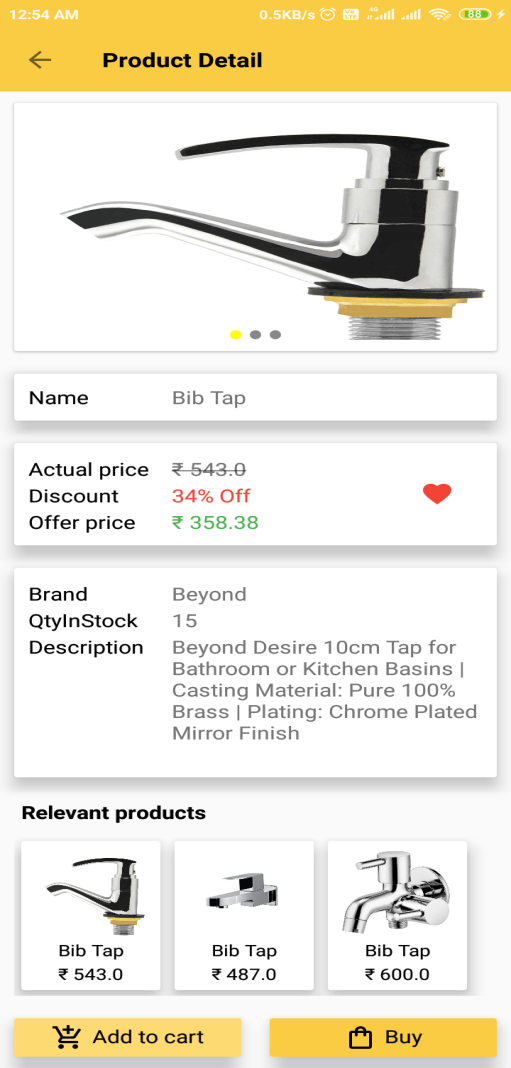 12:54 AM 0.5KB/s 4G 88
Product Detail
Name Bib Tap
Actual price ₹ 543.0
Discount 34% Off
Offer price ₹ 358.38
Brand Beyond
QtyInStock 15
Description Beyond Desire 10cm Tap for
Bathroom or Kitchen Basins |
Casting Material: Pure 100%
Brass | Plating: Chrome Plated
Mirror Finish
Relevant products
Bib Tap Bib Tap Bib Tap
₹ 543.0 ₹ 487.0 ₹ 600.0
Add to cart Buy